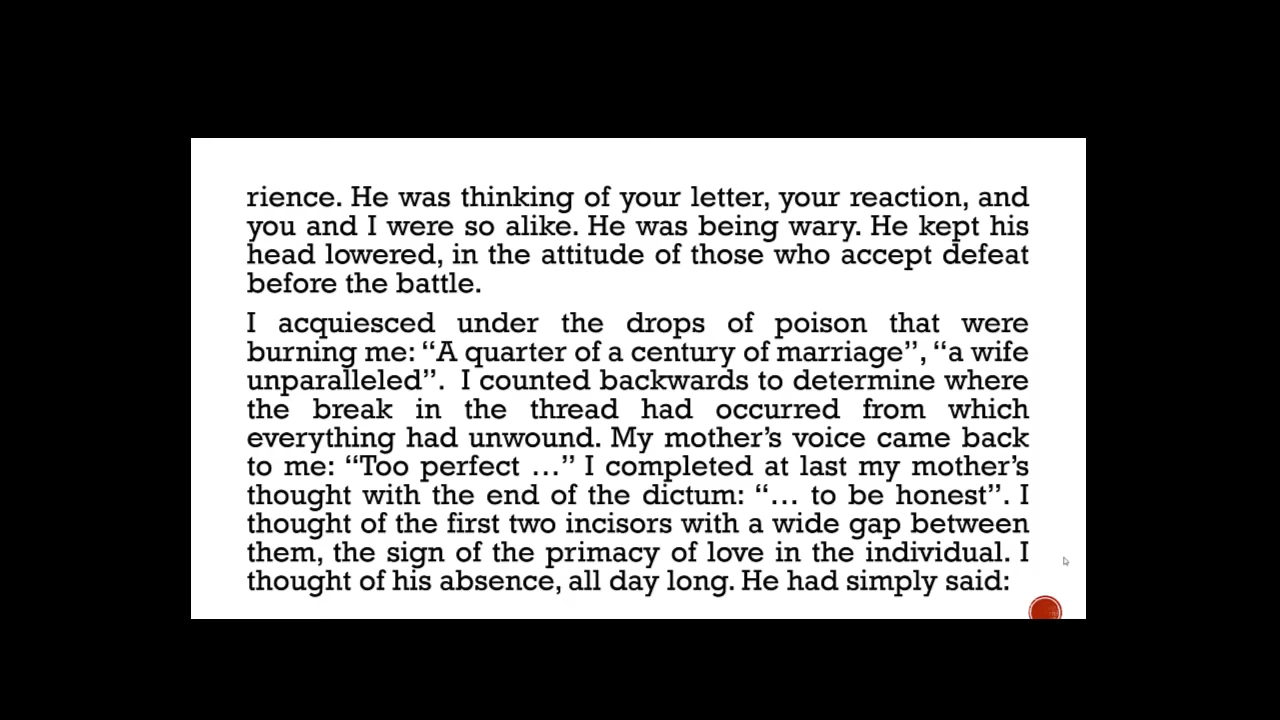 rience. He was thinking of your letter, your reaction, and
you and I were so alike. He was being wary. He kept his
head lowered, in the attitude of those who accept defeat
before the battle.
I acquiesced under the drops of poison that were
burning me: “A quarter of a century of marriage”, “a wife
unparalleled”.  I counted backwards to determine where
the break in the thread had occurred from which
everything had unwound. My mother’s voice came back
to me: “Too perfect …” I completed at last my mother’s
thought with the end of the dictum: “… to be honest”. I
thought of the first two incisors with a wide gap between
them, the sign of the primacy of love in the individual. I
thought of his absence, all day long. He had simply said: